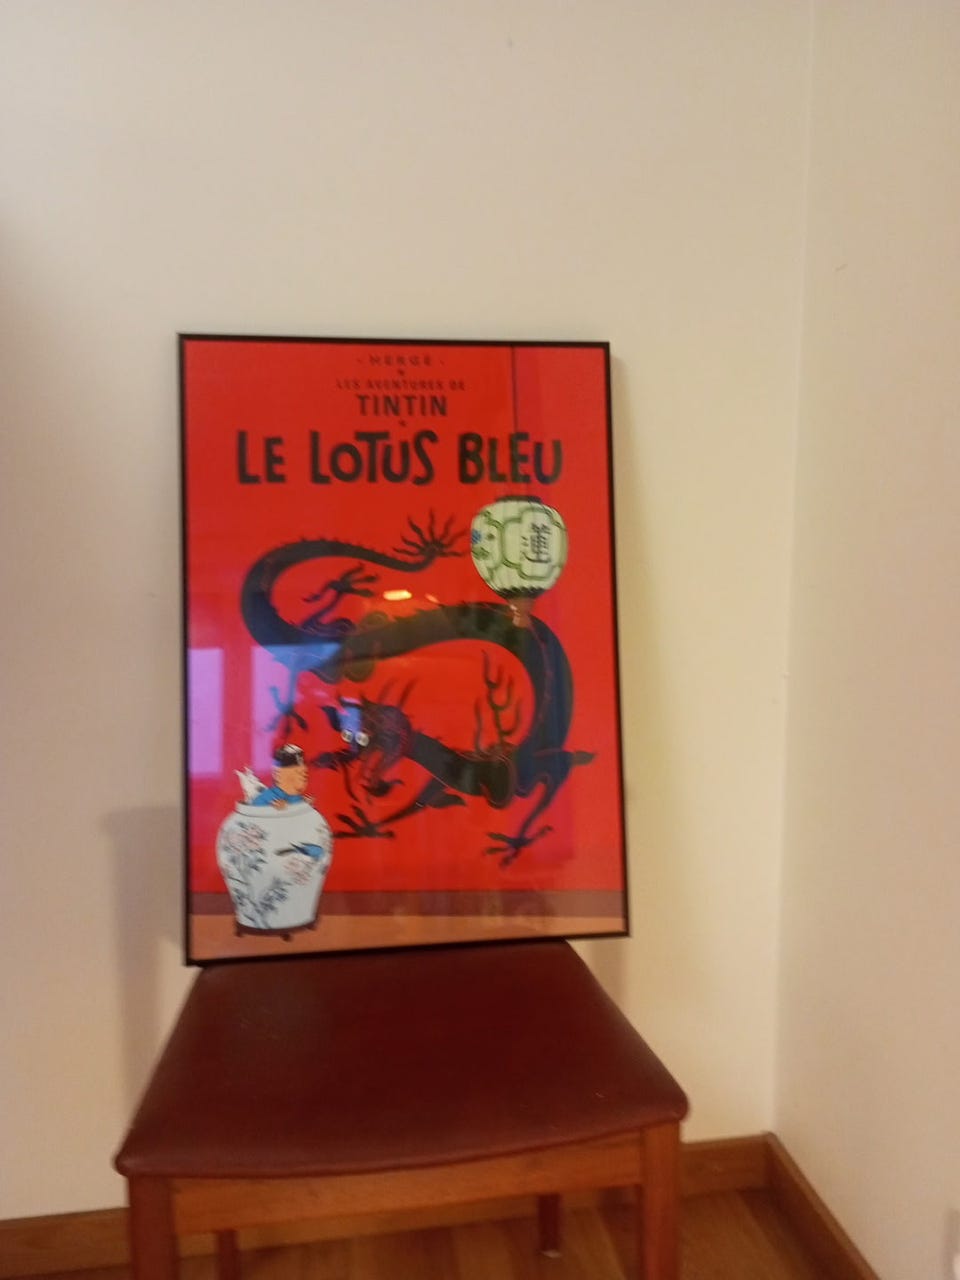 - HERGÉ -
LES AVENTURES DE
TINTIN
LE LOTUS BLEU
蓮